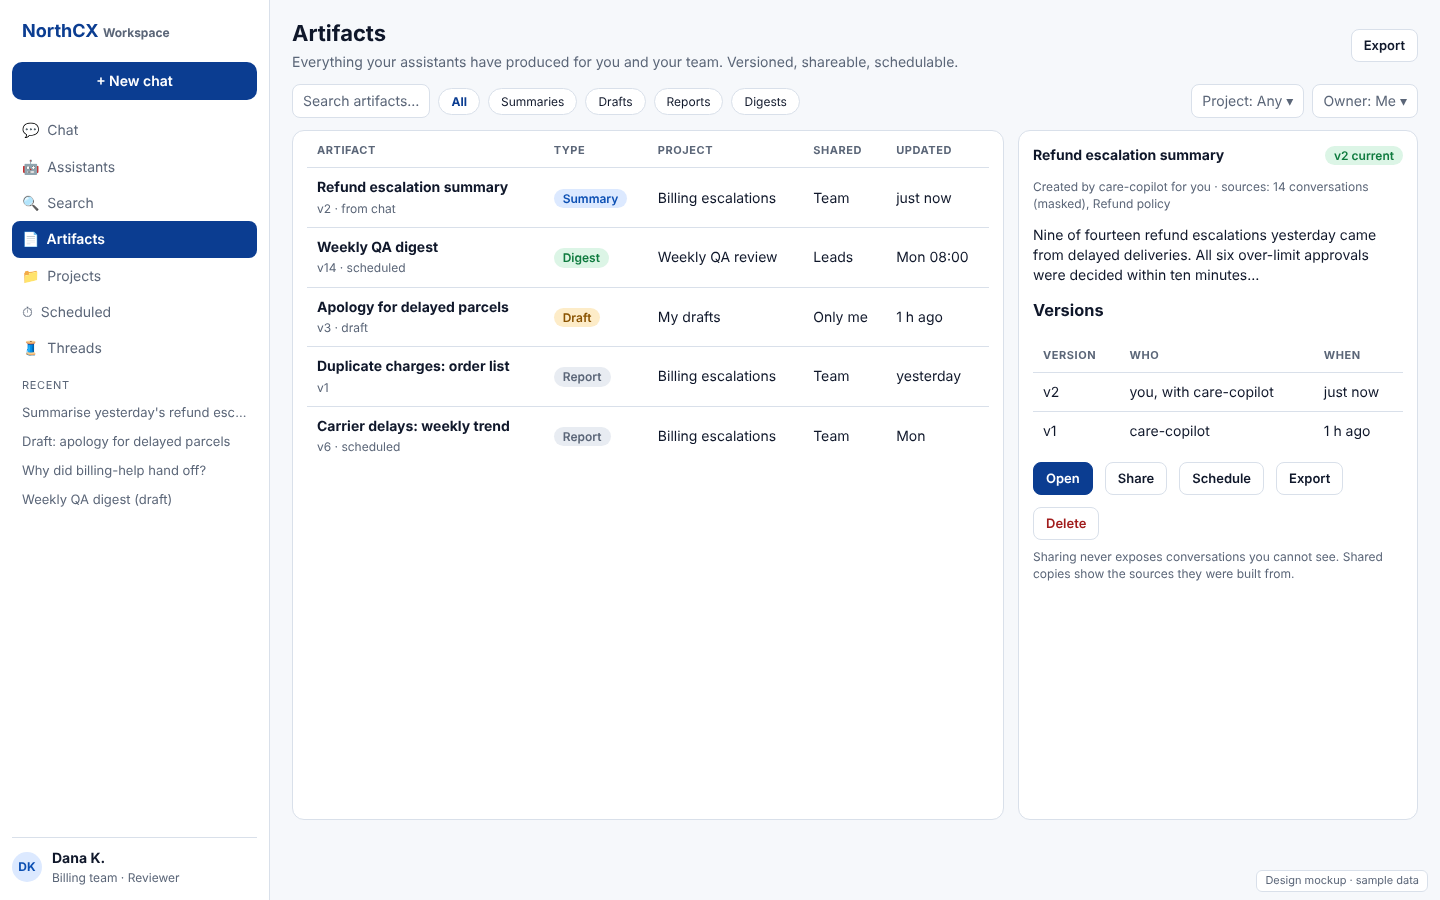 NorthCX Workspace
+ New chat
Chat
Assistants
Search
Artifacts
Projects
Scheduled
Threads
RECENT
Summarise yesterday's refund esc...
Draft: apology for delayed parcels
Why did billing-help hand off?
Weekly QA digest (draft)
DK
Dana K.
Billing team · Reviewer
Artifacts
Everything your assistants have produced for you and your team. Versioned, shareable, schedulable.
Export
Search artifacts...
All
Summaries
Drafts
Reports
Digests
Project: Any ▾
Owner: Me ▾
ARTIFACT TYPE PROJECT SHARED UPDATED
Refund escalation summary
v2 · from chat
Summary Billing escalations Team just now
Weekly QA digest
v14 · scheduled
Digest Weekly QA review Leads Mon 08:00
Apology for delayed parcels
v3 · draft
Draft My drafts Only me 1 h ago
Duplicate charges: order list
v1
Report Billing escalations Team yesterday
Carrier delays: weekly trend
v6 · scheduled
Report Billing escalations Team Mon
Refund escalation summary
v2 current
Created by care-copilot for you · sources: 14 conversations
(masked), Refund policy
Nine of fourteen refund escalations yesterday came
from delayed deliveries. All six over-limit approvals
were decided within ten minutes...
Versions
VERSION WHO WHEN
v2 you, with care-copilot just now
v1 care-copilot 1 h ago
Open
Share
Schedule
Export
Delete
Sharing never exposes conversations you cannot see. Shared
copies show the sources they were built from.
Design mockup · sample data